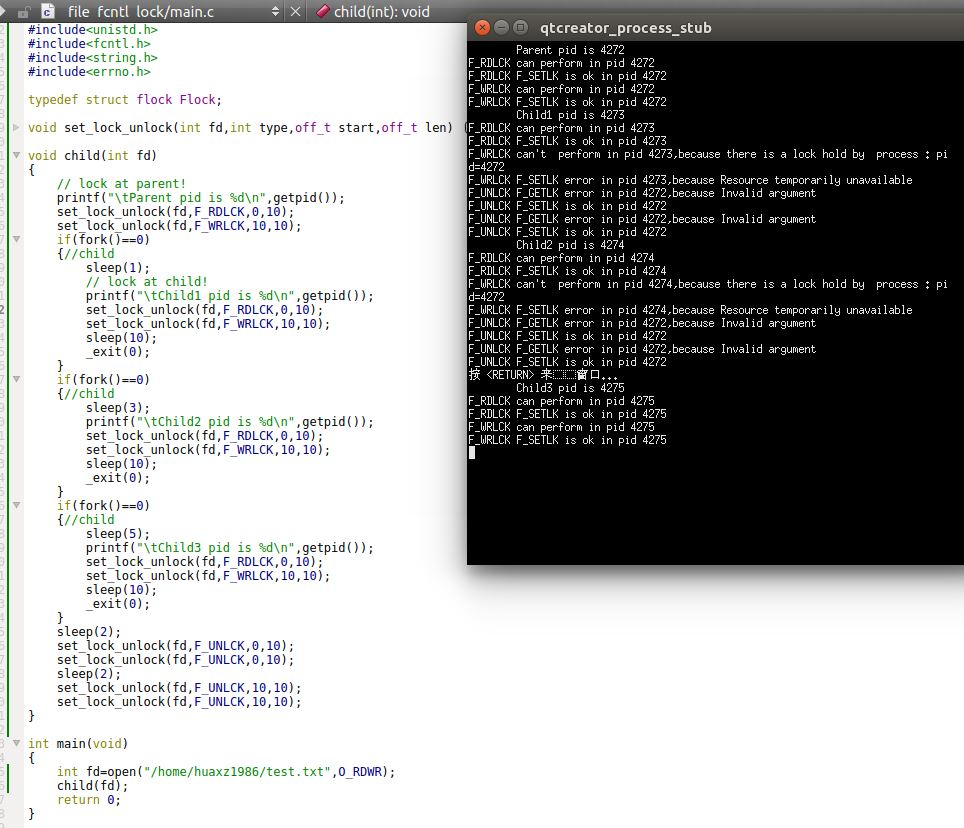 file_fcntl_lock/main.c
child(int): void
#include<unistd.h>
#include<fcntl.h>
#include<string.h>
#include<errno.h>
typedef struct flock Flock;
void set_lock_unlock(int fd,int type,off_t start,off_t len)
void child(int fd)
{
// lock at parent!
printf("\tParent pid is %d\n",getpid());
set_lock_unlock(fd,F_RDLCK,0,10);
set_lock_unlock(fd,F_WRLCK,10,10);
if(fork()==0)
{//child
sleep(1);
// lock at child!
printf("\tChild1 pid is %d\n",getpid());
set_lock_unlock(fd,F_RDLCK,0,10);
set_lock_unlock(fd,F_WRLCK,10,10);
sleep(10);
_exit(0);
}
if(fork()==0)
{//child
sleep(3);
printf("\tChild2 pid is %d\n",getpid());
set_lock_unlock(fd,F_RDLCK,0,10);
set_lock_unlock(fd,F_WRLCK,10,10);
sleep(10);
_exit(0);
}
if(fork()==0)
{//child
sleep(5);
printf("\tChild3 pid is %d\n",getpid());
set_lock_unlock(fd,F_RDLCK,0,10);
set_lock_unlock(fd,F_WRLCK,10,10);
sleep(10);
_exit(0);
}
sleep(2);
set_lock_unlock(fd,F_UNLCK,0,10);
set_lock_unlock(fd,F_UNLCK,0,10);
sleep(2);
set_lock_unlock(fd,F_UNLCK,10,10);
set_lock_unlock(fd,F_UNLCK,10,10);
}
int main(void)
{
int fd=open("/home/huaxz1986/test.txt",O_RDWR);
child(fd);
return 0;
}
qtcreator_process_stub
Parent pid is 4272
F_RDLCK can perform in pid 4272
F_RDLCK F_SETLK is ok in pid 4272
F_WRLCK can perform in pid 4272
F_WRLCK F_SETLK is ok in pid 4272
Child1 pid is 4273
F_RDLCK can perform in pid 4273
F_RDLCK F_SETLK is ok in pid 4273
F_WRLCK can't  perform in pid 4273,because there is a lock hold by  process : pi
d=4272
F_WRLCK F_SETLK error in pid 4273,because Resource temporarily unavailable
F_UNLCK F_GETLK error in pid 4272,because Invalid argument
F_UNLCK F_SETLK is ok in pid 4272
F_UNLCK F_GETLK error in pid 4272,because Invalid argument
F_UNLCK F_SETLK is ok in pid 4272
Child2 pid is 4274
F_RDLCK can perform in pid 4274
F_RDLCK F_SETLK is ok in pid 4274
F_WRLCK can't  perform in pid 4274,because there is a lock hold by  process : pi
d=4272
F_WRLCK F_SETLK error in pid 4274,because Resource temporarily unavailable
F_UNLCK F_GETLK error in pid 4272,because Invalid argument
F_UNLCK F_SETLK is ok in pid 4272
F_UNLCK F_GETLK error in pid 4272,because Invalid argument
F_UNLCK F_SETLK is ok in pid 4272
按 <RETURN> 来 窗口...
Child3 pid is 4275
F_RDLCK can perform in pid 4275
F_RDLCK F_SETLK is ok in pid 4275
F_WRLCK can perform in pid 4275
F_WRLCK F_SETLK is ok in pid 4275